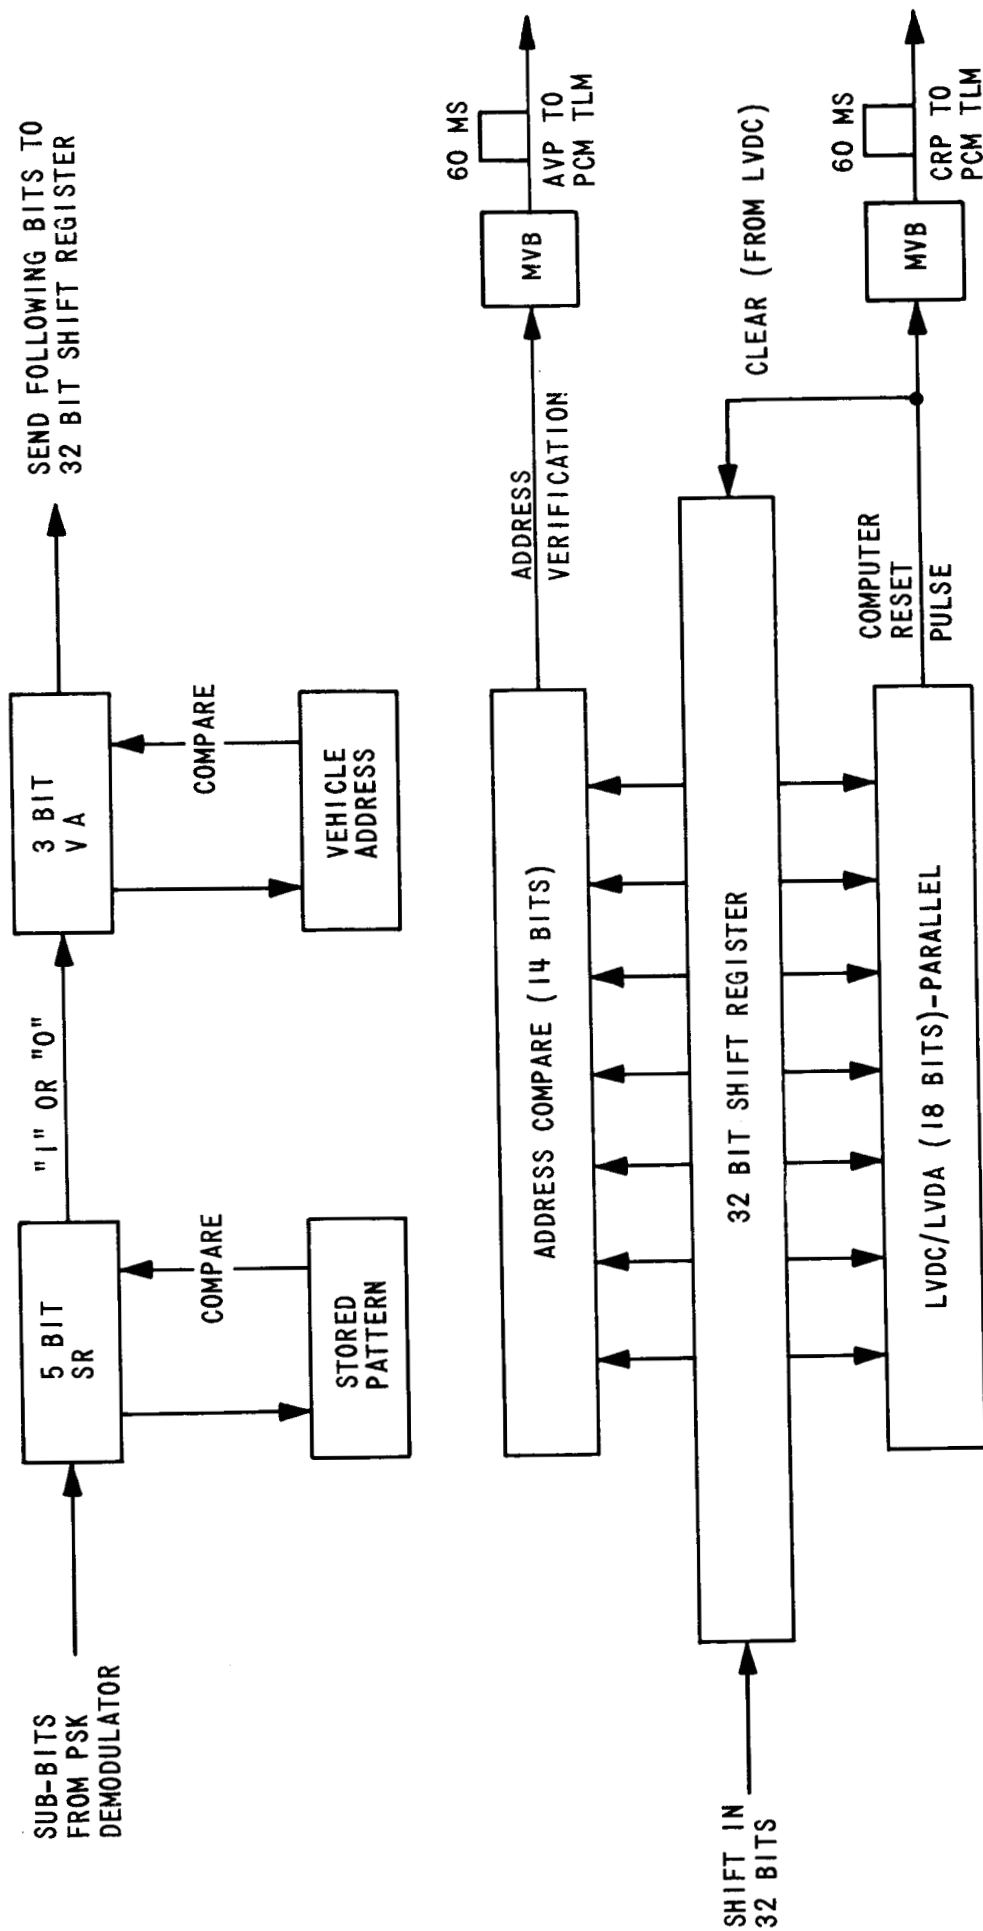 SUB-BITS
FROM PSK
DEMODULATOR
5 BIT
SR
COMPARE
STORED
PATTERN
"1" OR "0"
3 BIT
VA
COMPARE
VEHICLE
ADDRESS
SEND FOLLOWING BITS TO
32 BIT SHIFT REGISTER
ADDRESS COMPARE (14 BITS)
ADDRESS
VERIFICATION
MVB
60 MS
AVP TO
PCM TLM
SHIFT IN
32 BITS
32 BIT SHIFT REGISTER
CLEAR (FROM LVDC)
LVDC/LVDA (18 BITS)-PARALLEL
COMPUTER
RESET
PULSE
MVB
60 MS
CRP TO
PCM TLM